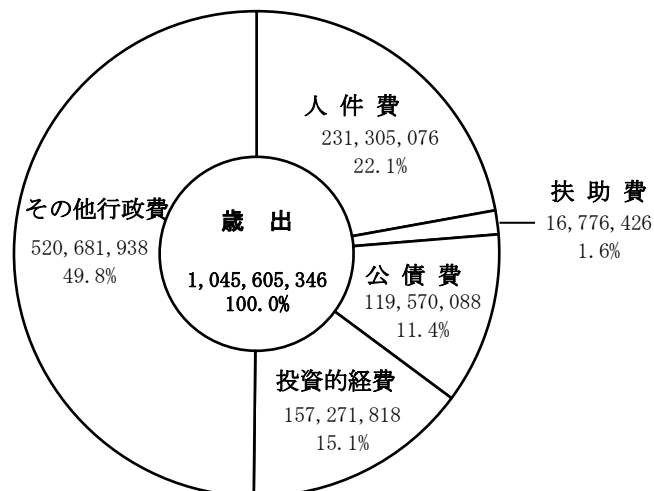 人件費
231,305,076
22.1%
扶助費
16,776,426
1.6%
公債費
119,570,088
11.4%
投資的経費
157,271,818
15.1%
その他行政費
520,681,938
49.8%
歳出
1,045,605,346
100.0%